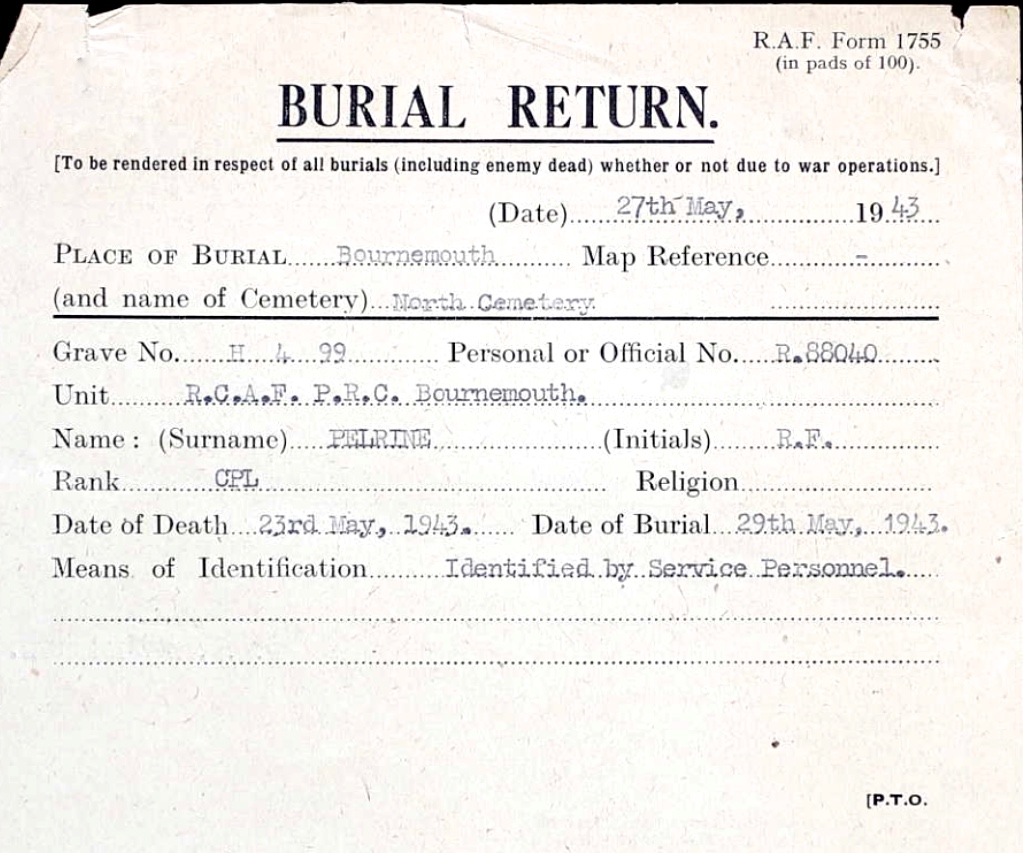 R.A.F. Form 1755
(in pads of 100).
BURIAL RETURN.
[To be rendered in respect of all burials (including enemy dead) whether or not due to war operations.]
(Date) 27th May, 1943
PLACE OF BURIAL Bournemouth Map Reference -
(and name of Cemetery) North Cemetery.
Grave No. H 4 99 Personal or Official No. R.88040
Unit R.C.A.F. P.R.C. Bournemouth.
Name : (Surname) PELRINE (Initials) R.F.
Rank CPL Religion
Date of Death 23rd May, 1943. Date of Burial 29th May, 1943.
Means of Identification Identified by Service Personnel.
[P.T.O.